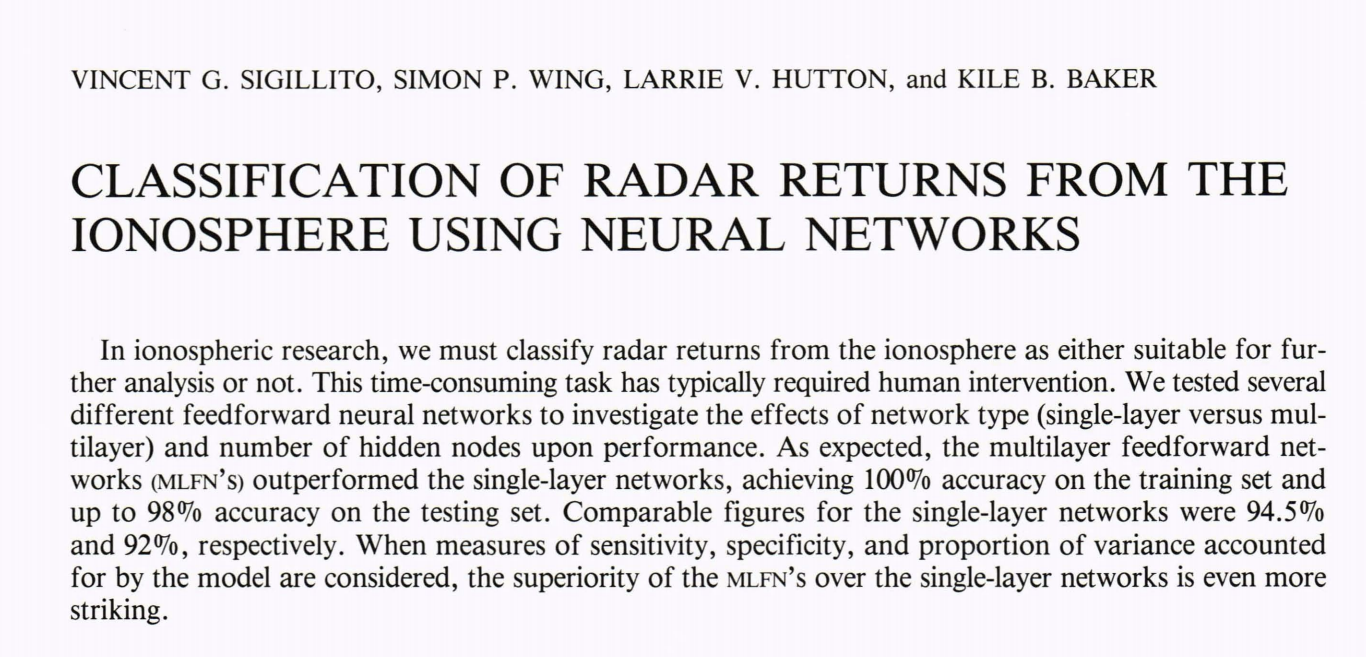 VINCENT G. SIGILLITO, SIMON P. WING, LARRIE V. HUTTON, and KILE B. BAKER
CLASSIFICATION OF RADAR RETURNS FROM THE
IONOSPHERE USING NEURAL NETWORKS
In ionospheric research, we must classify radar returns from the ionosphere as either suitable for fur-
ther analysis or not. This time-consuming task has typically required human intervention. We tested several
different feedforward neural networks to investigate the effects of network type (single-layer versus mul-
tilayer) and number of hidden nodes upon performance. As expected, the multilayer feedforward net-
works (MLFN'S) outperformed the single-layer networks, achieving 100% accuracy on the training set and
up to 98% accuracy on the testing set. Comparable figures for the single-layer networks were 94.5%
and 92%, respectively. When measures of sensitivity, specificity, and proportion of variance accounted
for by the model are considered, the superiority of the MLFN's over the single-layer networks is even more
striking.